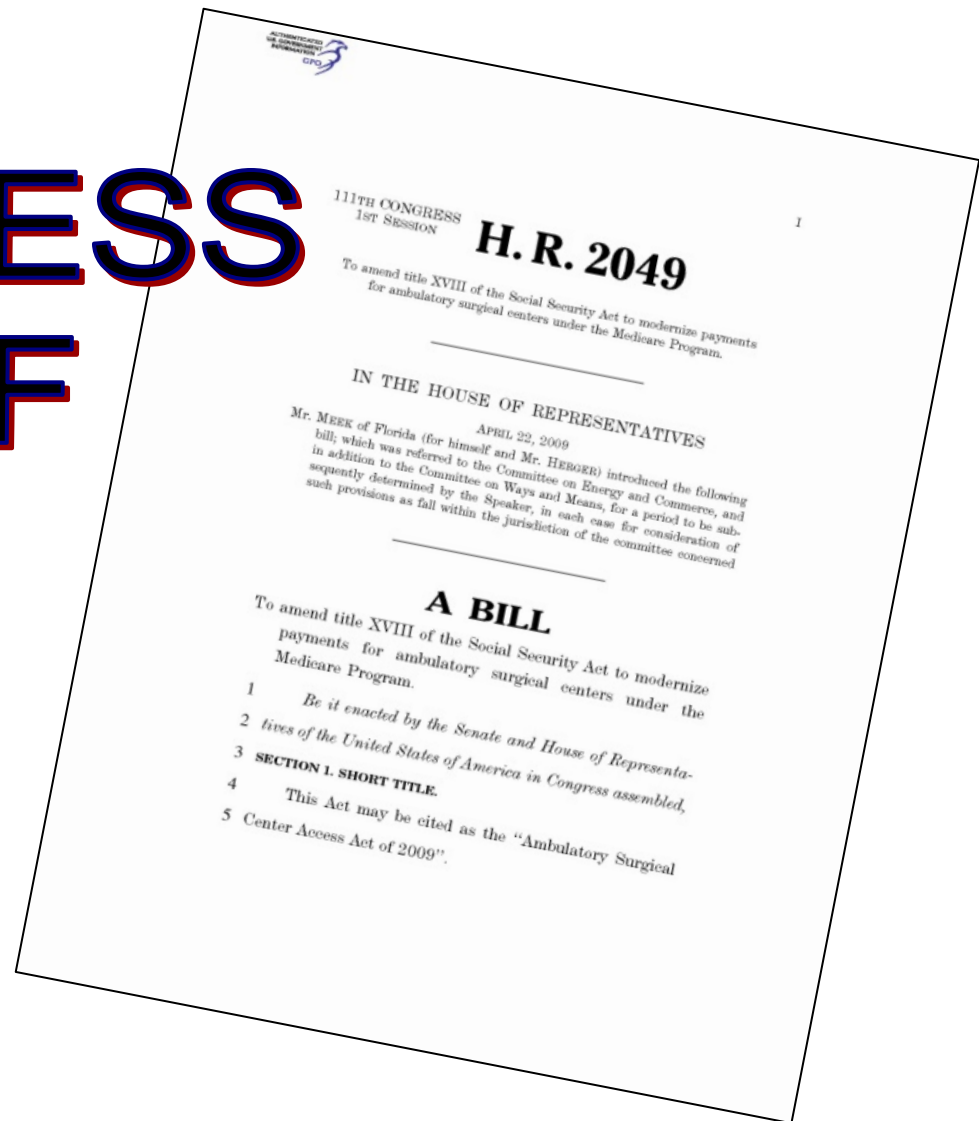 AUTHENTICATED
U.S. GOVERNMENT
INFORMATION
GPO
ESS
F
I
111TH CONGRESS
1ST SESSION
H. R. 2049
To amend title XVIII of the Social Security Act to modernize payments
for ambulatory surgical centers under the Medicare Program.
IN THE HOUSE OF REPRESENTATIVES
APRIL 22, 2009
Mr. MEEK of Florida (for himself and Mr. HERGER) introduced the following
bill; which was referred to the Committee on Energy and Commerce, and
in addition to the Committee on Ways and Means, for a period to be sub-
sequently determined by the Speaker, in each case for consideration of
such provisions as fall within the jurisdiction of the committee concerned
A BILL
To amend title XVIII of the Social Security Act to modernize
payments for ambulatory surgical centers under the
Medicare Program.
1 Be it enacted by the Senate and House of Representa-
2 tives of the United States of America in Congress assembled,
3 SECTION 1. SHORT TITLE.
4 This Act may be cited as the “Ambulatory Surgical
5 Center Access Act of 2009”.